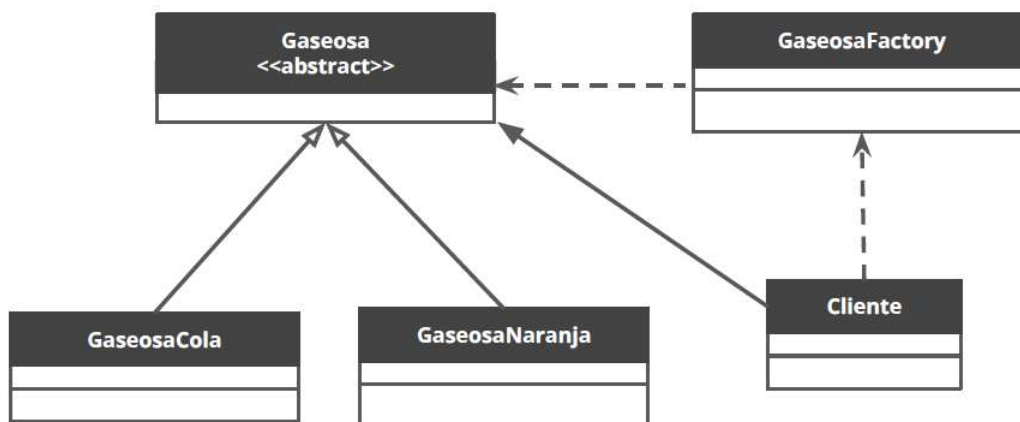 Gaseosa
<<abstract>>
GaseosaFactory
GaseosaCola
GaseosaNaranja
Cliente